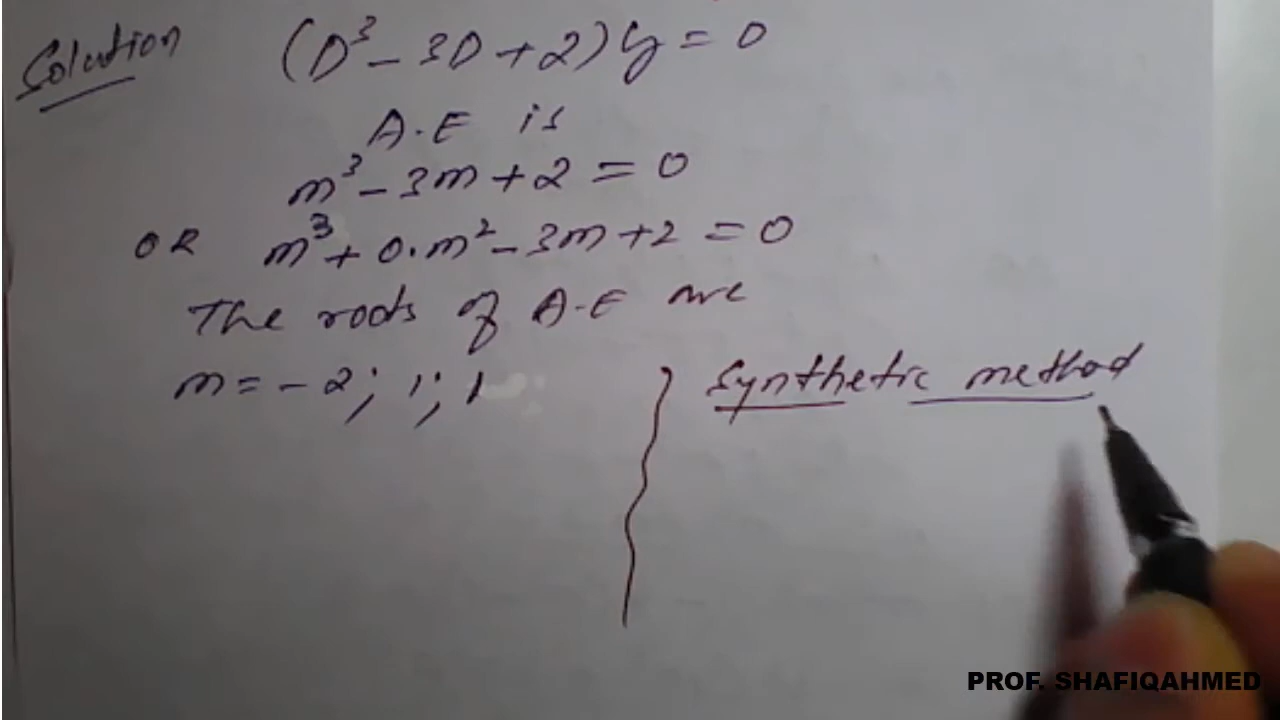 Solution (D³ - 3D + 2)y = 0
A.E is
m³ - 3m + 2 = 0
OR m³ + 0.m² - 3m + 2 = 0
The roots of A-E are
m = -2; 1; 1
Synthetic method
PROF. SHAFIQAHMED